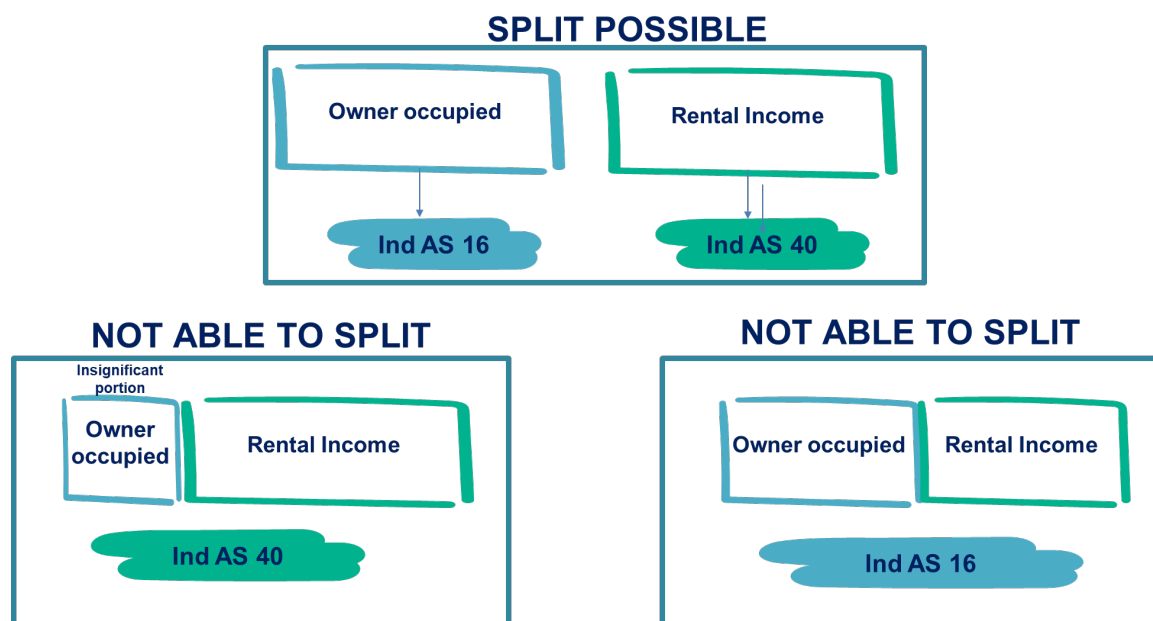 SPLIT POSSIBLE
Owner occupied
Rental Income
Ind AS 16
Ind AS 40
NOT ABLE TO SPLIT
Insignificant
portion
Owner
occupied
Rental Income
Ind AS 40
NOT ABLE TO SPLIT
Owner occupied
Rental Income
Ind AS 16